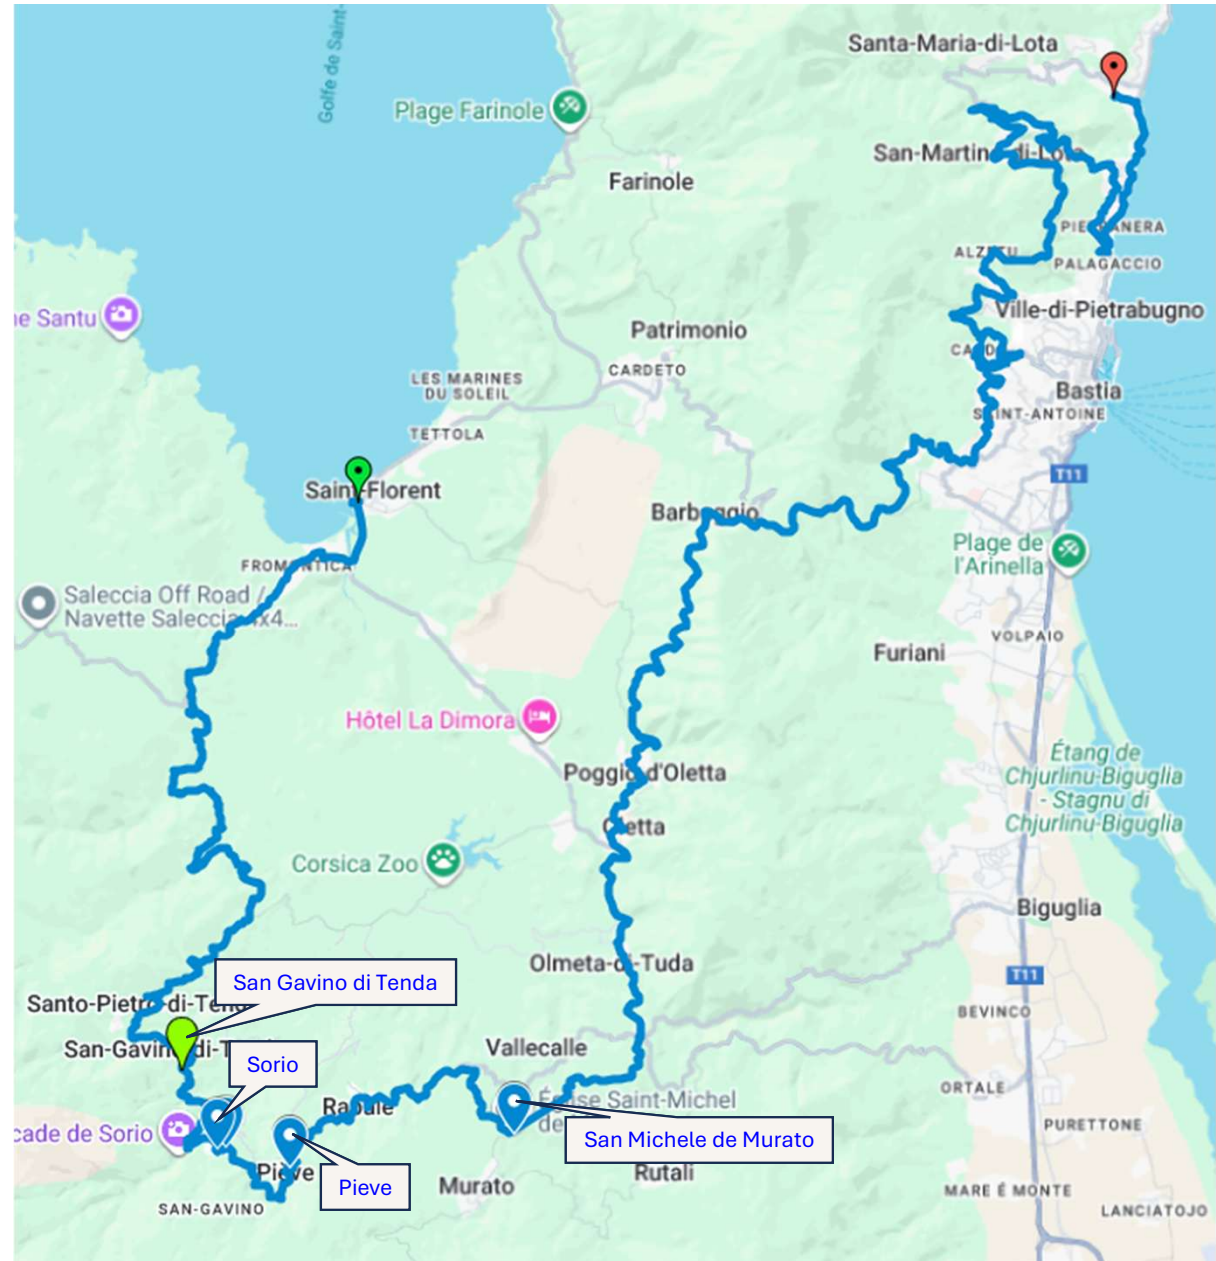 Santa-Maria-di-Lota
Golfe de Saint-
Plage Farinole
San-Martino-di-Lota
Farinole
PIETRANERA
ALZETU
PALAGACCIO
ne Santu
Ville-di-Pietrabugno
Patrimonio
CARDETO
CARDO
LES MARINES
DU SOLEIL
Bastia
SAINT-ANTOINE
TETTOLA
T11
Saint-Florent
Barbaggio
Plage de
l'Arinella
FROMENTICA
Saleccia Off Road /
Navette Saleccia 4x4...
VOLPAIO
Furiani
Hôtel La Dimora
Étang de
Chjurlinu-Biguglia
- Stagnu di
Chjurlinu-Biguglia
Poggio-d'Oletta
Oletta
Corsica Zoo
Biguglia
Olmeta-di-Tuda
T11
San Gavino di Tenda
Santo-Pietro-di-Tenda
BEVINCO
San-Gavino-di-Tenda
Vallecalle
Sorio
ORTALE
Rapale
Église Saint-Michel
de
cade de Sorio
PURETTONE
San Michele de Murato
Pieve
Pieve
Murato
Rutali
MARE É MONTE
SAN-GAVINO
LANCIATOJO